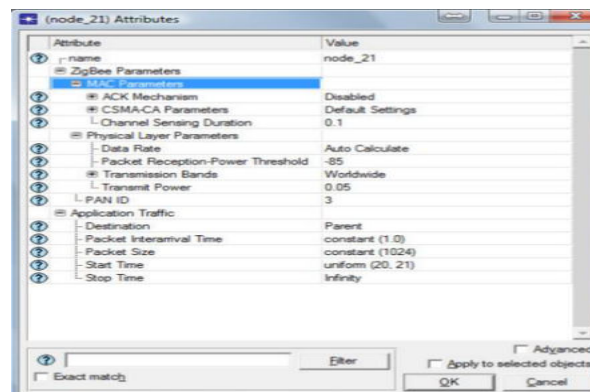 (node_21) Attributes
Attribute Value
name node_21
ZigBee Parameters
MAC Parameters
ACK Mechanism Disabled
CSMA-CA Parameters Default Settings
Channel Sensing Duration 0.1
Physical Layer Parameters
Data Rate Auto Calculate
Packet Reception-Power Threshold -85
Transmission Bands Worldwide
Transmit Power 0.05
PAN ID 3
Application Traffic
Destination Parent
Packet Interarrival Time constant (1.0)
Packet Size constant (1024)
Start Time uniform (20, 21)
Stop Time Infinity
Advanced
Filter Apply to selected objects
Exact match
OK Cancel